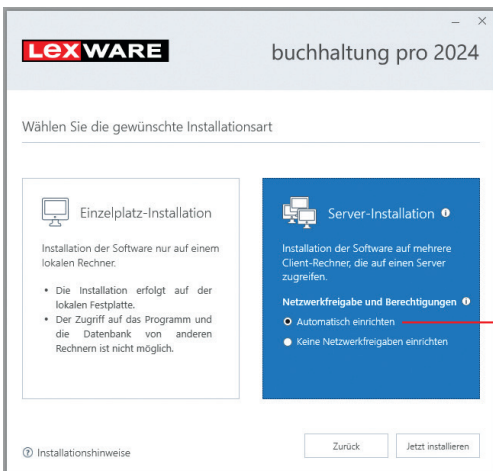 LEXWARE
buchhaltung pro 2024
Wählen Sie die gewünschte Installationsart
Einzelplatz-Installation
Installation der Software nur auf einem
lokalen Rechner.
• Die Installation erfolgt auf der
lokalen Festplatte.
• Der Zugriff auf das Programm und
die Datenbank von anderen
Rechnern ist nicht möglich.
Server-Installation
Installation der Software auf mehrere
Client-Rechner, die auf einen Server
zugreifen.
Netzwerkfreigabe und Berechtigungen
Automatisch einrichten
Keine Netzwerkfreigaben einrichten
Installationshinweise
Zurück
Jetzt installieren